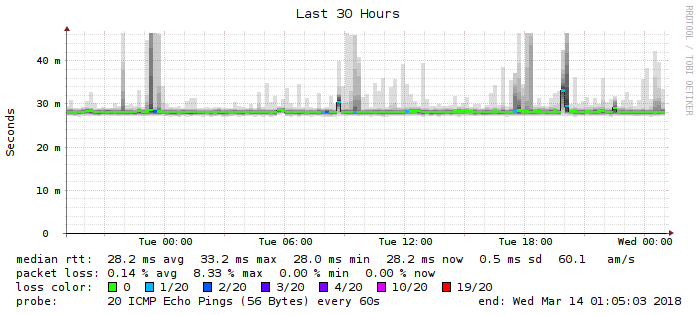 Last 30 Hours
RRDTOOL / TOBI OETIKER
Seconds
40 m
30 m
20 m
10 m
0
Tue 00:00 Tue 06:00 Tue 12:00 Tue 18:00 Wed 00:00
median rtt: 28.2 ms avg 33.2 ms max 28.0 ms min 28.2 ms now 0.5 ms sd 60.1 am/s
packet loss: 0.14 % avg 8.33 % max 0.00 % min 0.00 % now
loss color: 0 1/20 2/20 3/20 4/20 10/20 19/20
probe: 20 ICMP Echo Pings (56 Bytes) every 60s end: Wed Mar 14 01:05:03 2018